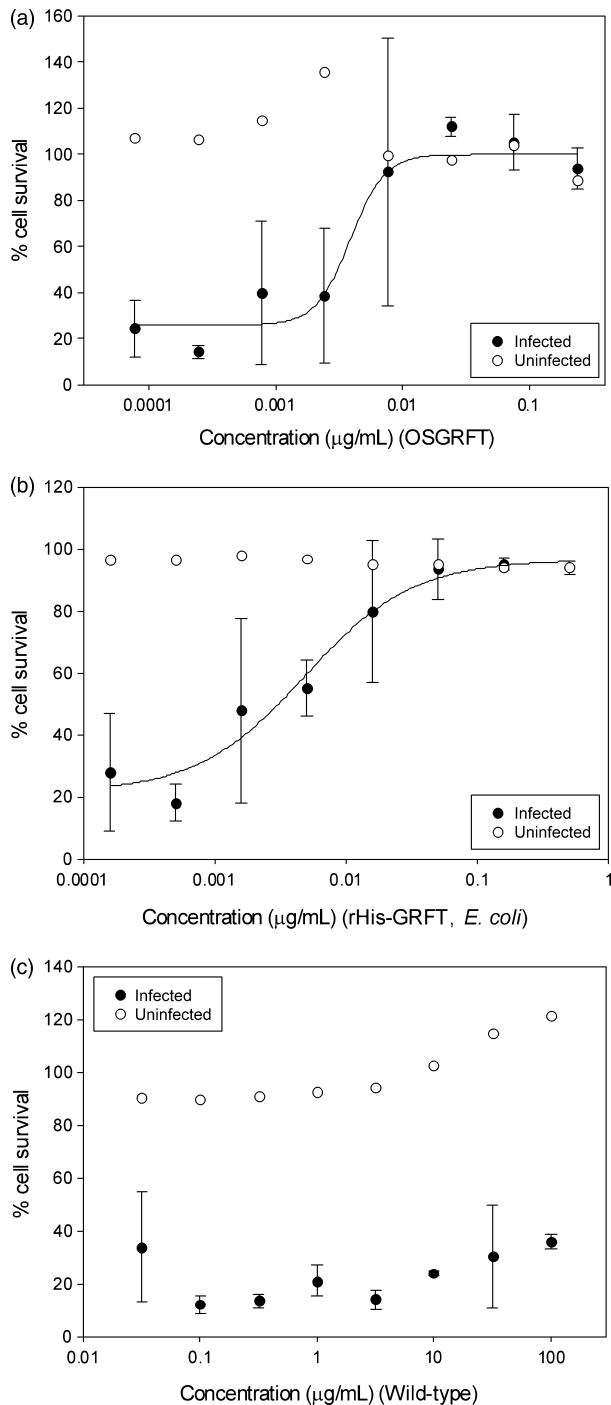 (a)
160
140
120
100
80
60
40
20
0
% cell survival
Infected
Uninfected
0.0001 0.001 0.01 0.1
Concentration (μg/mL) (OSGRFT)
(b)
120
100
80
60
40
20
0
% cell survival
Infected
Uninfected
0.0001 0.001 0.01 0.1 1
Concentration (μg/mL) (rHis-GRFT, E. coli)
(c)
140
120
100
80
60
40
20
0
% cell survival
Infected
Uninfected
0.01 0.1 1 10 100
Concentration (μg/mL) (Wild-type)